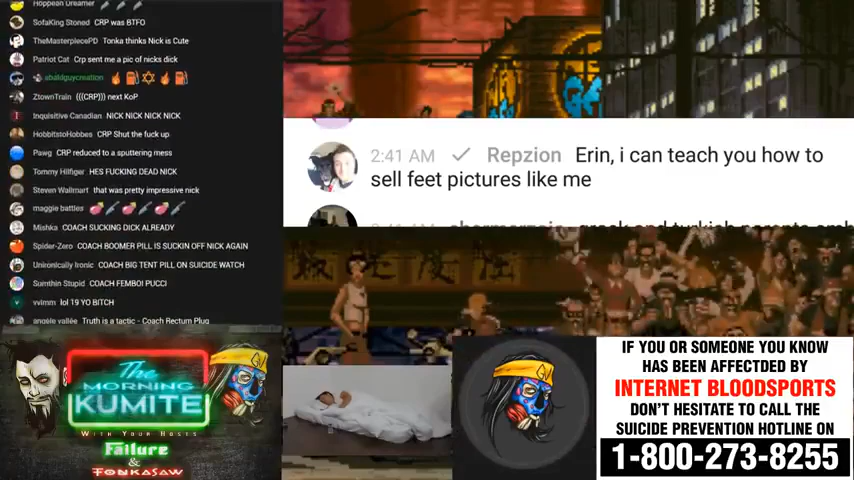 Hoppean Dreamer
SofaKing Stoned CRP was BTFO
TheMasterpiecePD Tonka thinks Nick is Cute
Patriot Cat Crp sent me a pic of nicks dick
sbaldguycreation
ZtownTrain (((CRP))) next KoP
Inquisitive Canadian NICK NICK NICK NICK
HobbitstoHobbes CRP Shut the fuck up
Pawg CRP reduced to a sputtering mess
Tommy Hilfiger HES FUCKING DEAD NICK
Steven Wallmart that was pretty impressive nick
maggie battles
Mishka COACH SUCKING DICK ALREADY
Spider-Zero COACH BOOMER PILL IS SUCKIN OFF NICK AGAIN
Unironically Ironic COACH BIG TENT PILL ON SUICIDE WATCH
Sumthin Stupid COACH FEMBOI PUCCI
vvimm lol 19 YO BITCH
angèle vallée Truth is a tactic - Coach Rectum Plug
2:41 AM Repzion Erin, i can teach you how to
sell feet pictures like me
The
MORNING
KUMITE
With Your Hosts
Failure
&
TonkaSaw
GV
GV
IF YOU OR SOMEONE YOU KNOW
HAS BEEN AFFECTDED BY
INTERNET BLOODSPORTS
DON'T HESITATE TO CALL THE
SUICIDE PREVENTION HOTLINE ON
1-800-273-8255